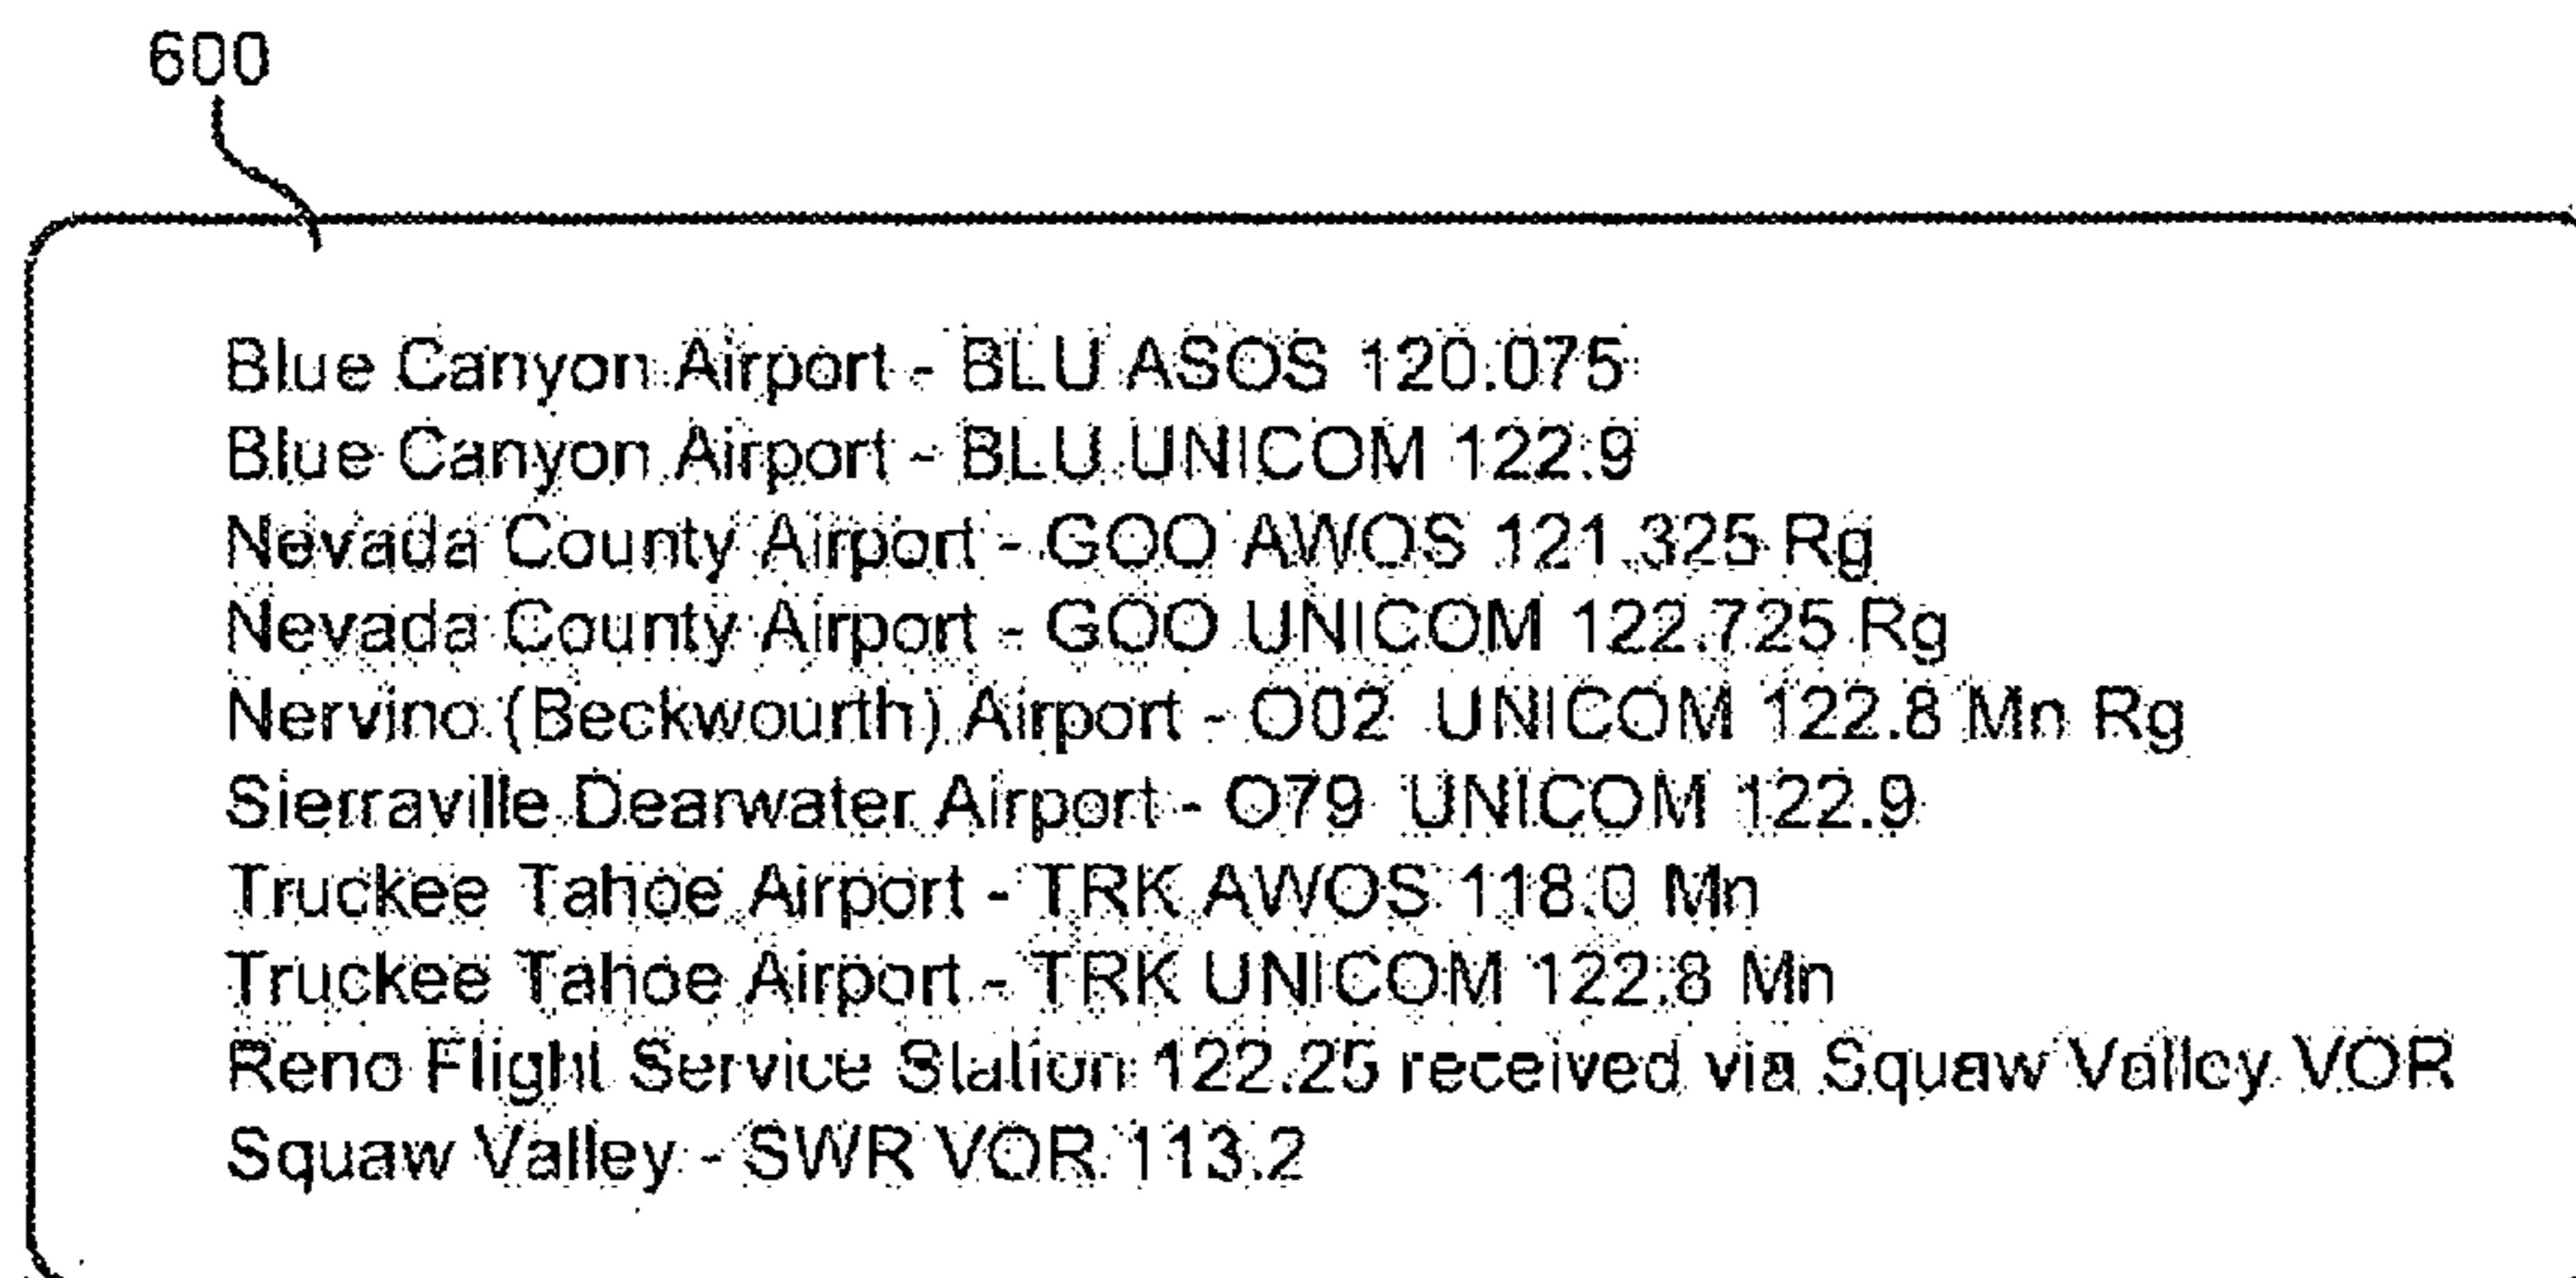 600
Blue Canyon Airport - BLU ASOS 120.075
Blue Canyon Airport - BLU UNICOM 122.9
Nevada County Airport - GOO AWOS 121.325 Rg
Nevada County Airport - GOO UNICOM 122.725 Rg
Nervino (Beckwourth) Airport - O02 UNICOM 122.8 Mn Rg
Sierraville Dearwater Airport - O79 UNICOM 122.9
Truckee Tahoe Airport - TRK AWOS 118.0 Mn
Truckee Tahoe Airport - TRK UNICOM 122.8 Mn
Reno Flight Service Station 122.25 received via Squaw Valley VOR
Squaw Valley - SWR VOR 113.2